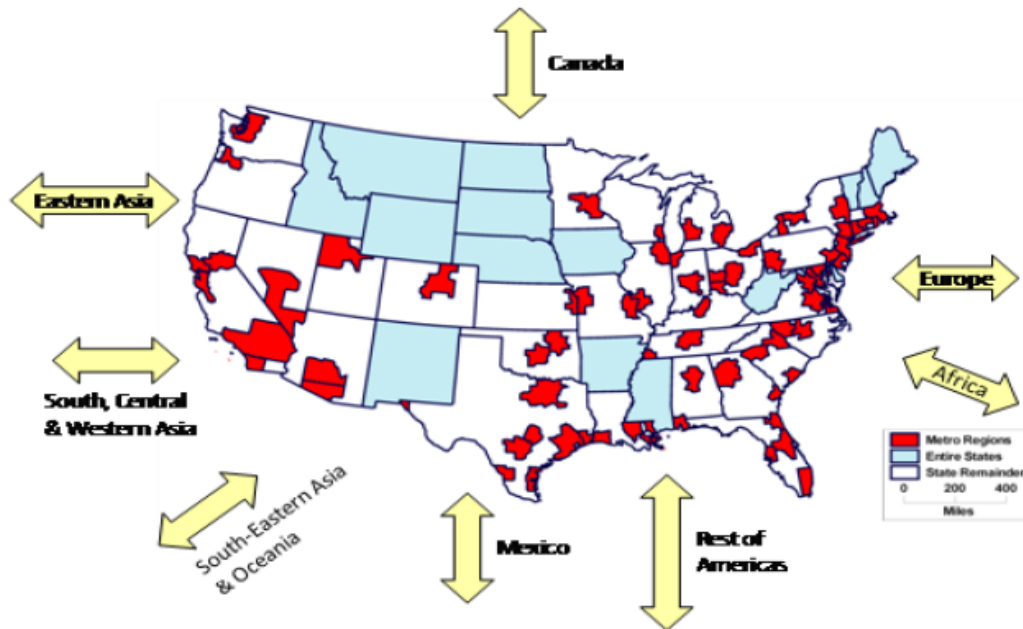 Canada
Eastern Asia
Europe
South, Central
& Western Asia
Africa
Metro Regions
Entire States
State Remainder
0 200 400
Miles
South-Eastern Asia
& Oceania
Mexico
Rest of
Americas